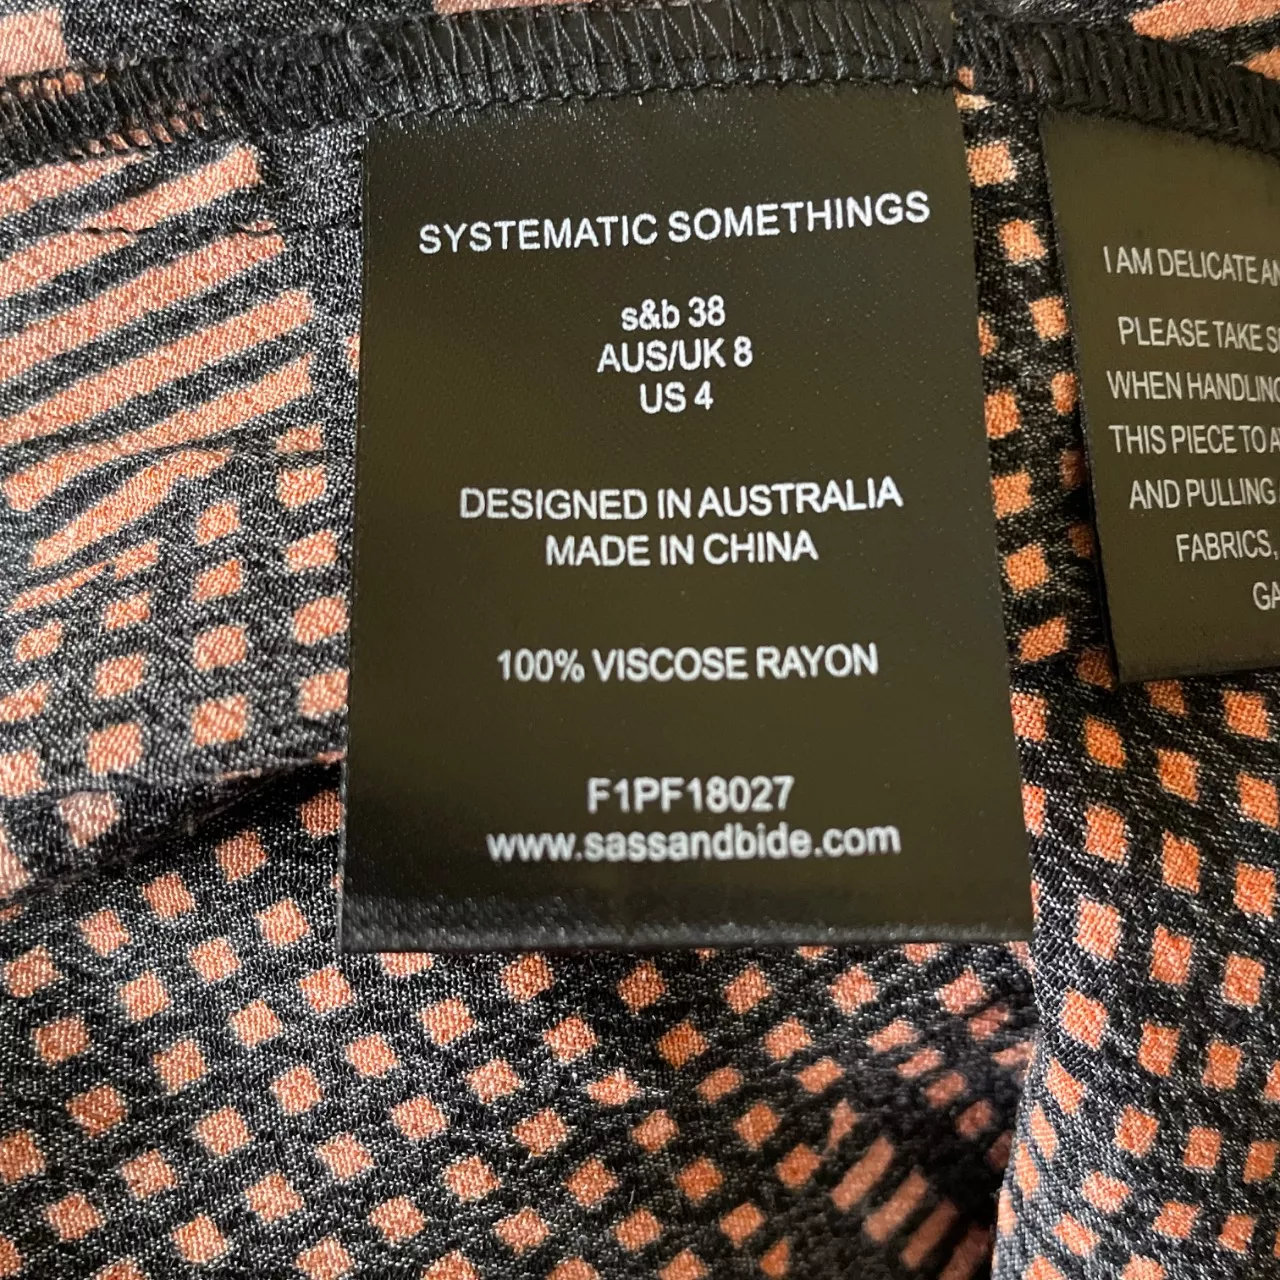 SYSTEMATIC SOMETHINGS
s&b 38
AUS/UK 8
US 4
DESIGNED IN AUSTRALIA
MADE IN CHINA
100% VISCOSE RAYON
F1PF18027
www.sassandbide.com
I AM DELICATE
PLEASE TAKE
WHEN
THIS PIECE TO
AND PULLING
FABRICS,